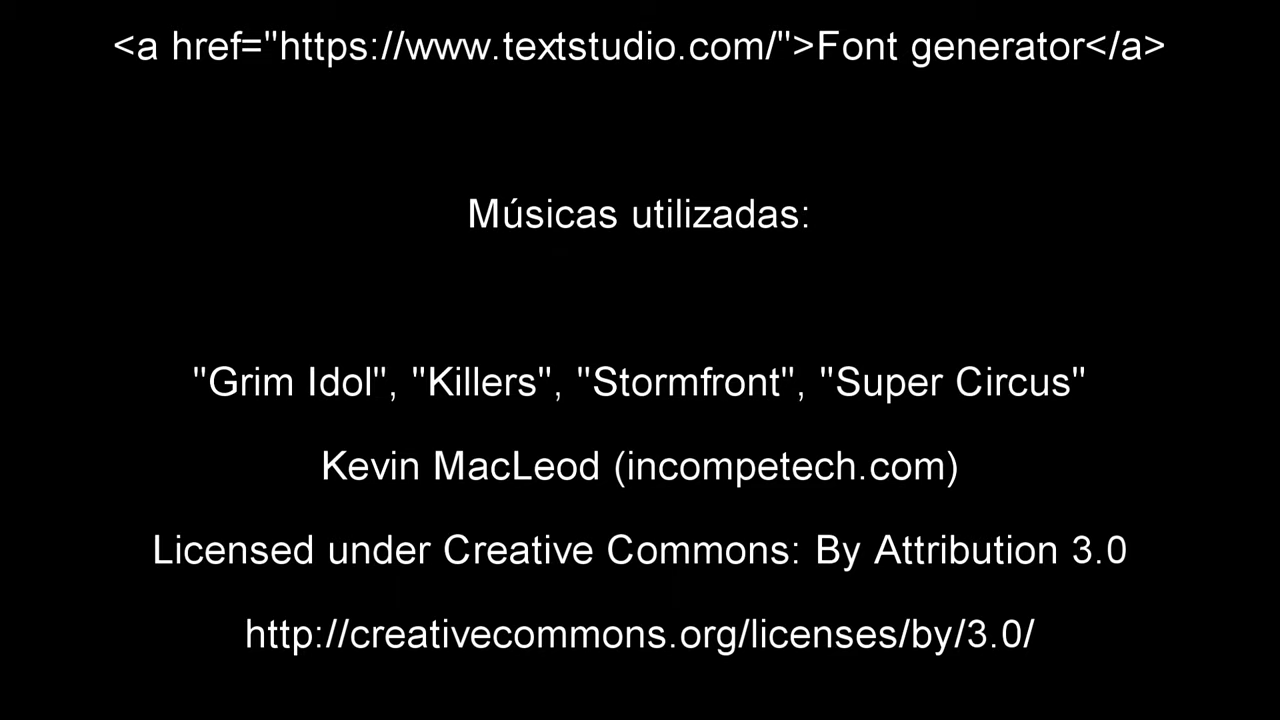 <a href="https://www.textstudio.com/">Font generator</a>
Músicas utilizadas:
"Grim Idol", "Killers", "Stormfront", "Super Circus"
Kevin MacLeod (incompetech.com)
Licensed under Creative Commons: By Attribution 3.0
http://creativecommons.org/licenses/by/3.0/